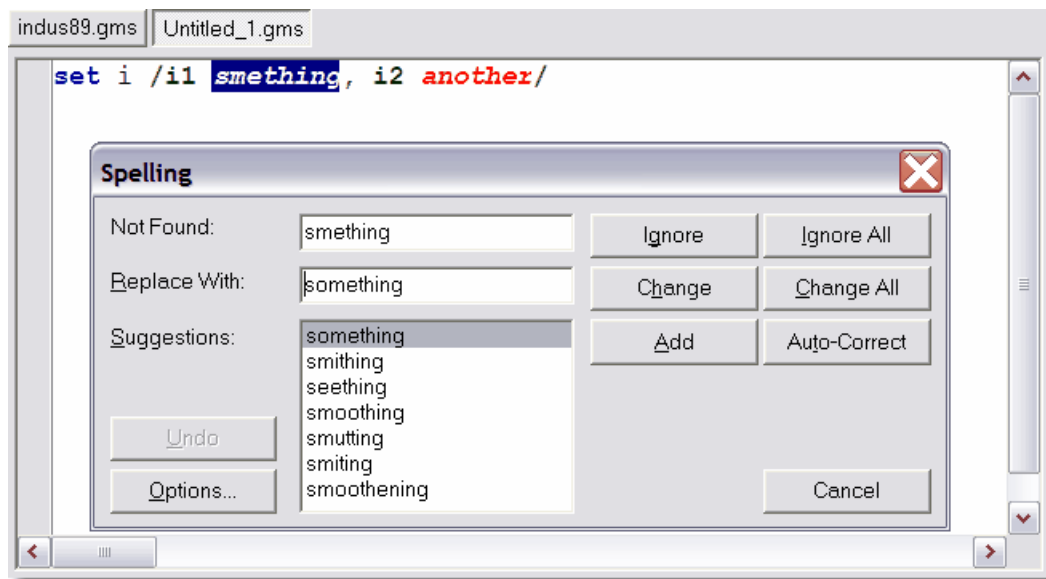 indus89.gms Untitled_1.gms
set i /i1 smething, i2 another/
Spelling
Not Found: smething Ignore Ignore All
Replace With: something Change Change All
Suggestions: something Add Auto-Correct
smithing
seething
smoothing
Undo smutting
smiting
Options... smoothening Cancel